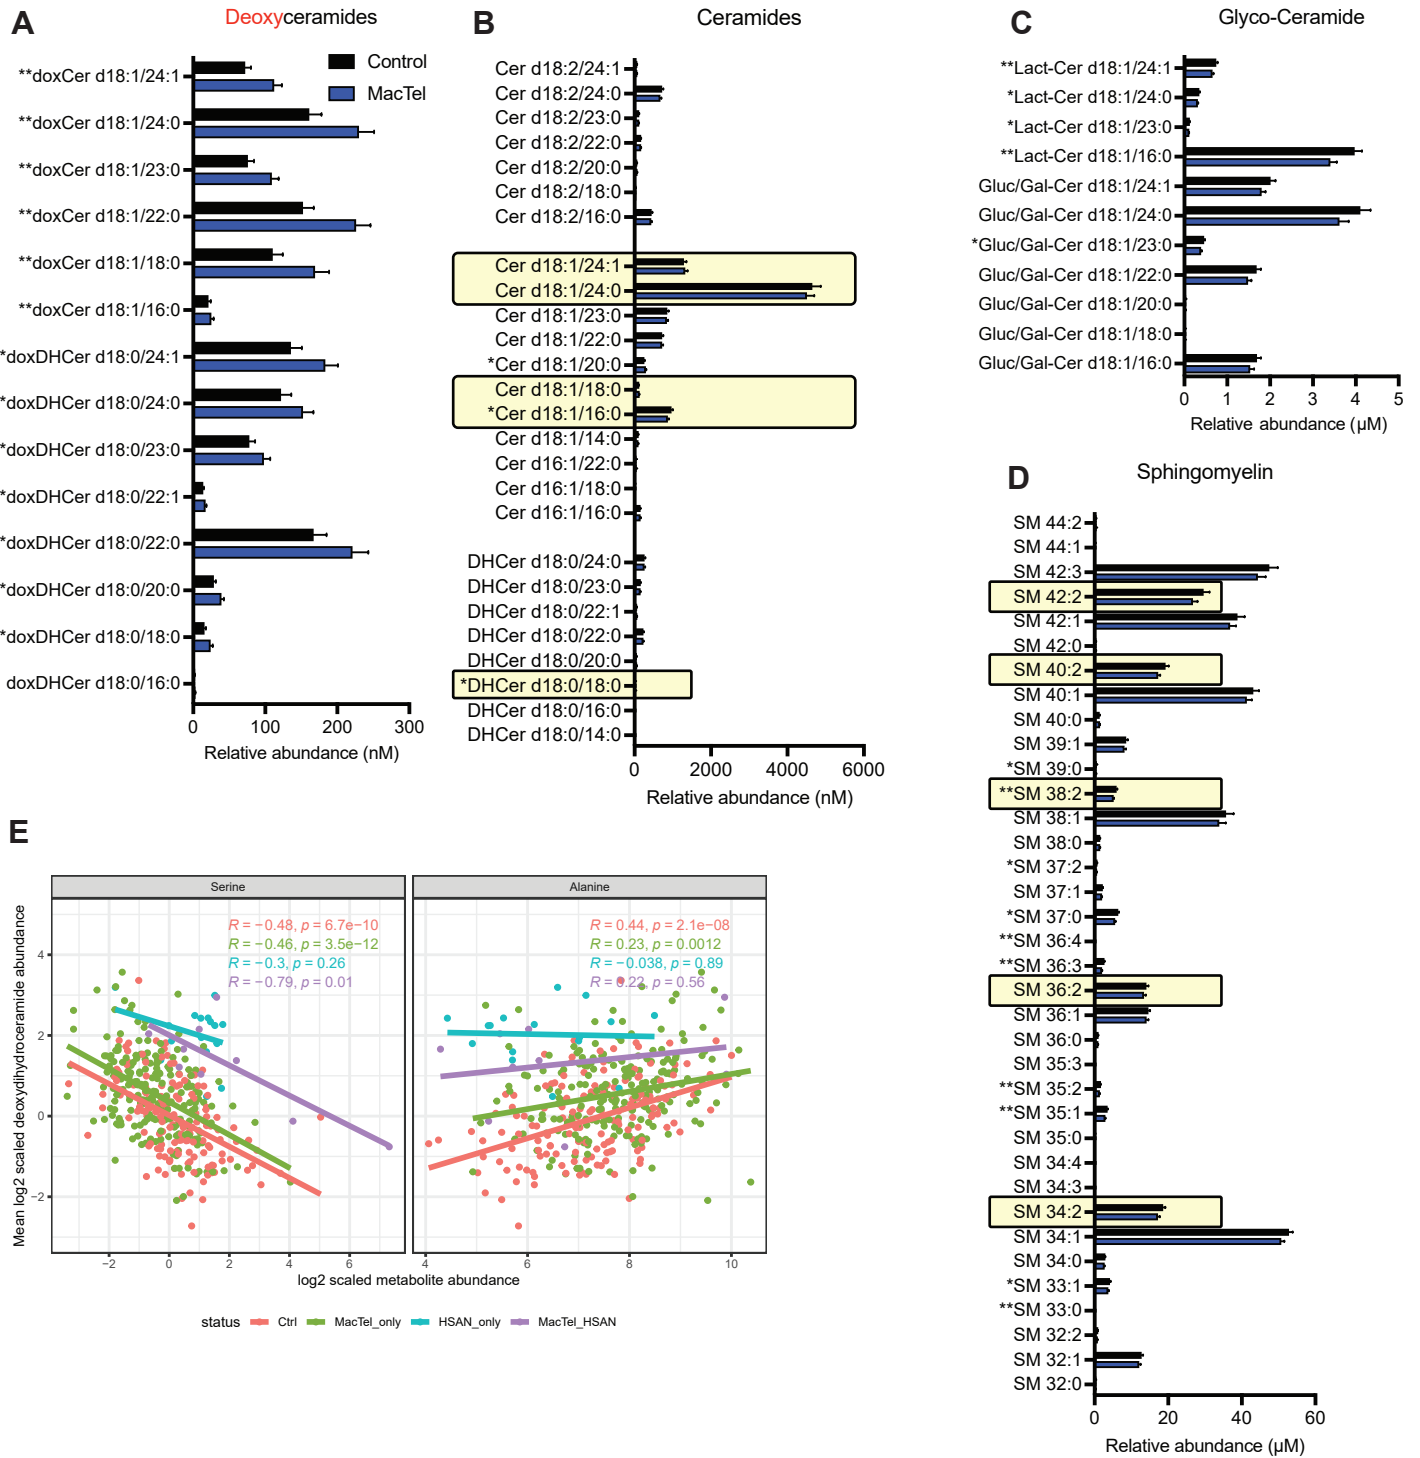 A
Deoxyceramides
Control
MacTel
**doxCer d18:1/24:1
**doxCer d18:1/24:0
**doxCer d18:1/23:0
**doxCer d18:1/22:0
**doxCer d18:1/18:0
**doxCer d18:1/16:0
*doxDHCer d18:0/24:1
*doxDHCer d18:0/24:0
*doxDHCer d18:0/23:0
*doxDHCer d18:0/22:1
*doxDHCer d18:0/22:0
*doxDHCer d18:0/20:0
*doxDHCer d18:0/18:0
doxDHCer d18:0/16:0
0 100 200 300
Relative abundance (nM)
B
Ceramides
Cer d18:2/24:1
Cer d18:2/24:0
Cer d18:2/23:0
Cer d18:2/22:0
Cer d18:2/20:0
Cer d18:2/18:0
Cer d18:2/16:0
Cer d18:1/24:1
Cer d18:1/24:0
Cer d18:1/23:0
Cer d18:1/22:0
*Cer d18:1/20:0
Cer d18:1/18:0
*Cer d18:1/16:0
Cer d18:1/14:0
Cer d16:1/22:0
Cer d16:1/18:0
Cer d16:1/16:0
DHCer d18:0/24:0
DHCer d18:0/23:0
DHCer d18:0/22:1
DHCer d18:0/22:0
DHCer d18:0/20:0
*DHCer d18:0/18:0
DHCer d18:0/16:0
DHCer d18:0/14:0
0 2000 4000 6000
Relative abundance (nM)
C
Glyco-Ceramide
**Lact-Cer d18:1/24:1
*Lact-Cer d18:1/24:0
*Lact-Cer d18:1/23:0
**Lact-Cer d18:1/16:0
Gluc/Gal-Cer d18:1/24:1
Gluc/Gal-Cer d18:1/24:0
*Gluc/Gal-Cer d18:1/23:0
Gluc/Gal-Cer d18:1/22:0
Gluc/Gal-Cer d18:1/20:0
Gluc/Gal-Cer d18:1/18:0
Gluc/Gal-Cer d18:1/16:0
0 1 2 3 4 5
Relative abundance (µM)
D
Sphingomyelin
SM 44:2
SM 44:1
SM 42:3
SM 42:2
SM 42:1
SM 42:0
SM 40:2
SM 40:1
SM 40:0
SM 39:1
*SM 39:0
**SM 38:2
SM 38:1
SM 38:0
*SM 37:2
SM 37:1
*SM 37:0
**SM 36:4
**SM 36:3
SM 36:2
SM 36:1
SM 36:0
SM 35:3
**SM 35:2
**SM 35:1
SM 35:0
SM 34:4
SM 34:3
SM 34:2
SM 34:1
SM 34:0
*SM 33:1
**SM 33:0
SM 32:2
SM 32:1
SM 32:0
0 20 40 60
Relative abundance (µM)
E
Serine
Alanine
R = −0.48, p = 6.7e−10
R = −0.46, p = 3.5e−12
R = −0.3, p = 0.26
R = −0.79, p = 0.01
R = 0.44, p = 2.1e−08
R = 0.23, p = 0.0012
R = −0.038, p = 0.89
R = 0.22, p = 0.56
Mean log2 scaled deoxydihydroceramide abundance
4
2
0
−2
−2 0 2 4 6
4 6 8 10
log2 scaled metabolite abundance
status Ctrl MacTel_only HSAN_only MacTel_HSAN